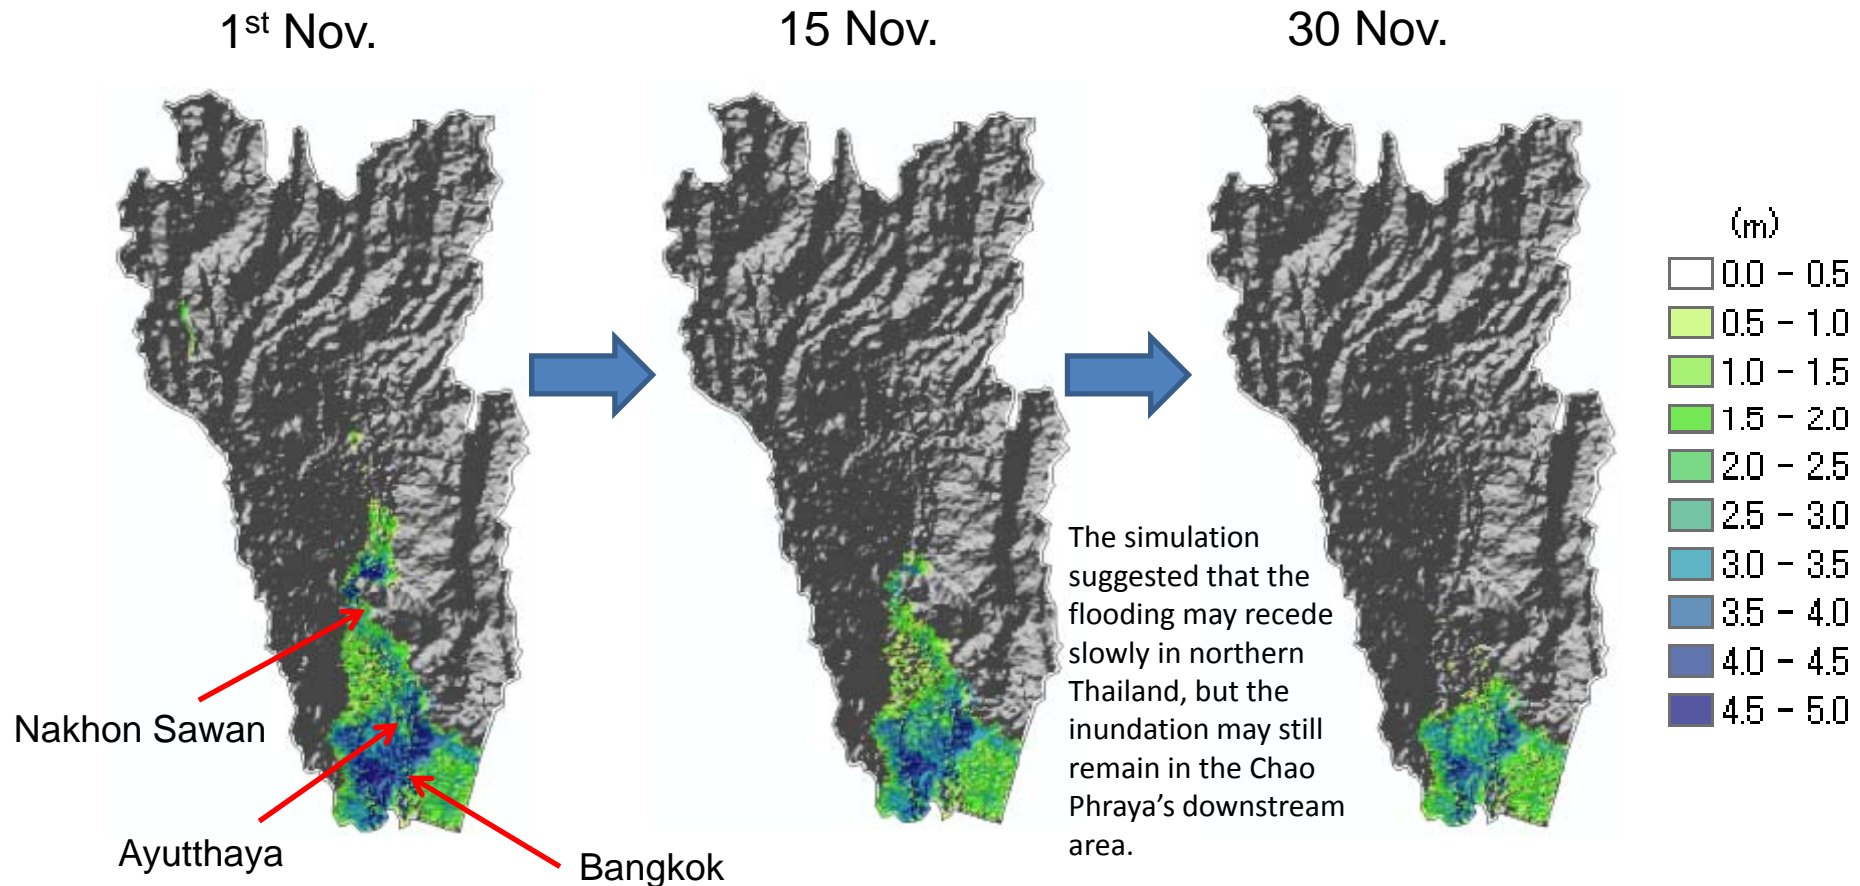 1st Nov.
15 Nov.
30 Nov.
(m)
0.0 - 0.5
0.5 - 1.0
1.0 - 1.5
1.5 - 2.0
2.0 - 2.5
2.5 - 3.0
3.0 - 3.5
3.5 - 4.0
4.0 - 4.5
4.5 - 5.0
The simulation
suggested that the
flooding may recede
slowly in northern
Thailand, but the
inundation may still
remain in the Chao
Phraya’s downstream
area.
Nakhon Sawan
Ayutthaya
Bangkok